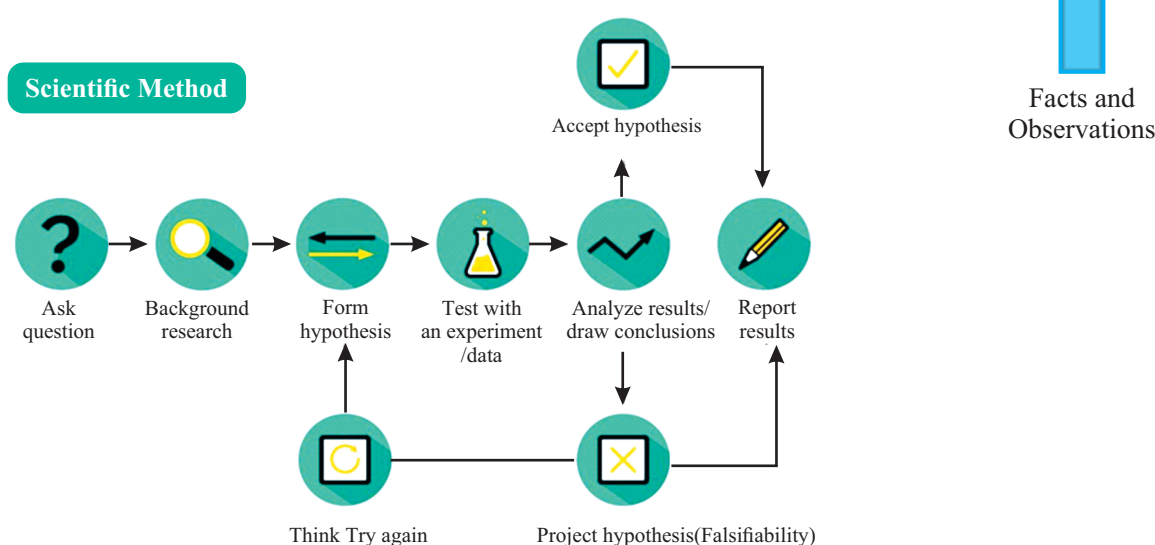 Scientific Method
Accept hypothesis
Facts and
Observations
Ask
question
Background
research
Form
hypothesis
Test with
an experiment
/data
Analyze results/
draw conclusions
Report
results
Think Try again
Project hypothesis(Falsifiability)